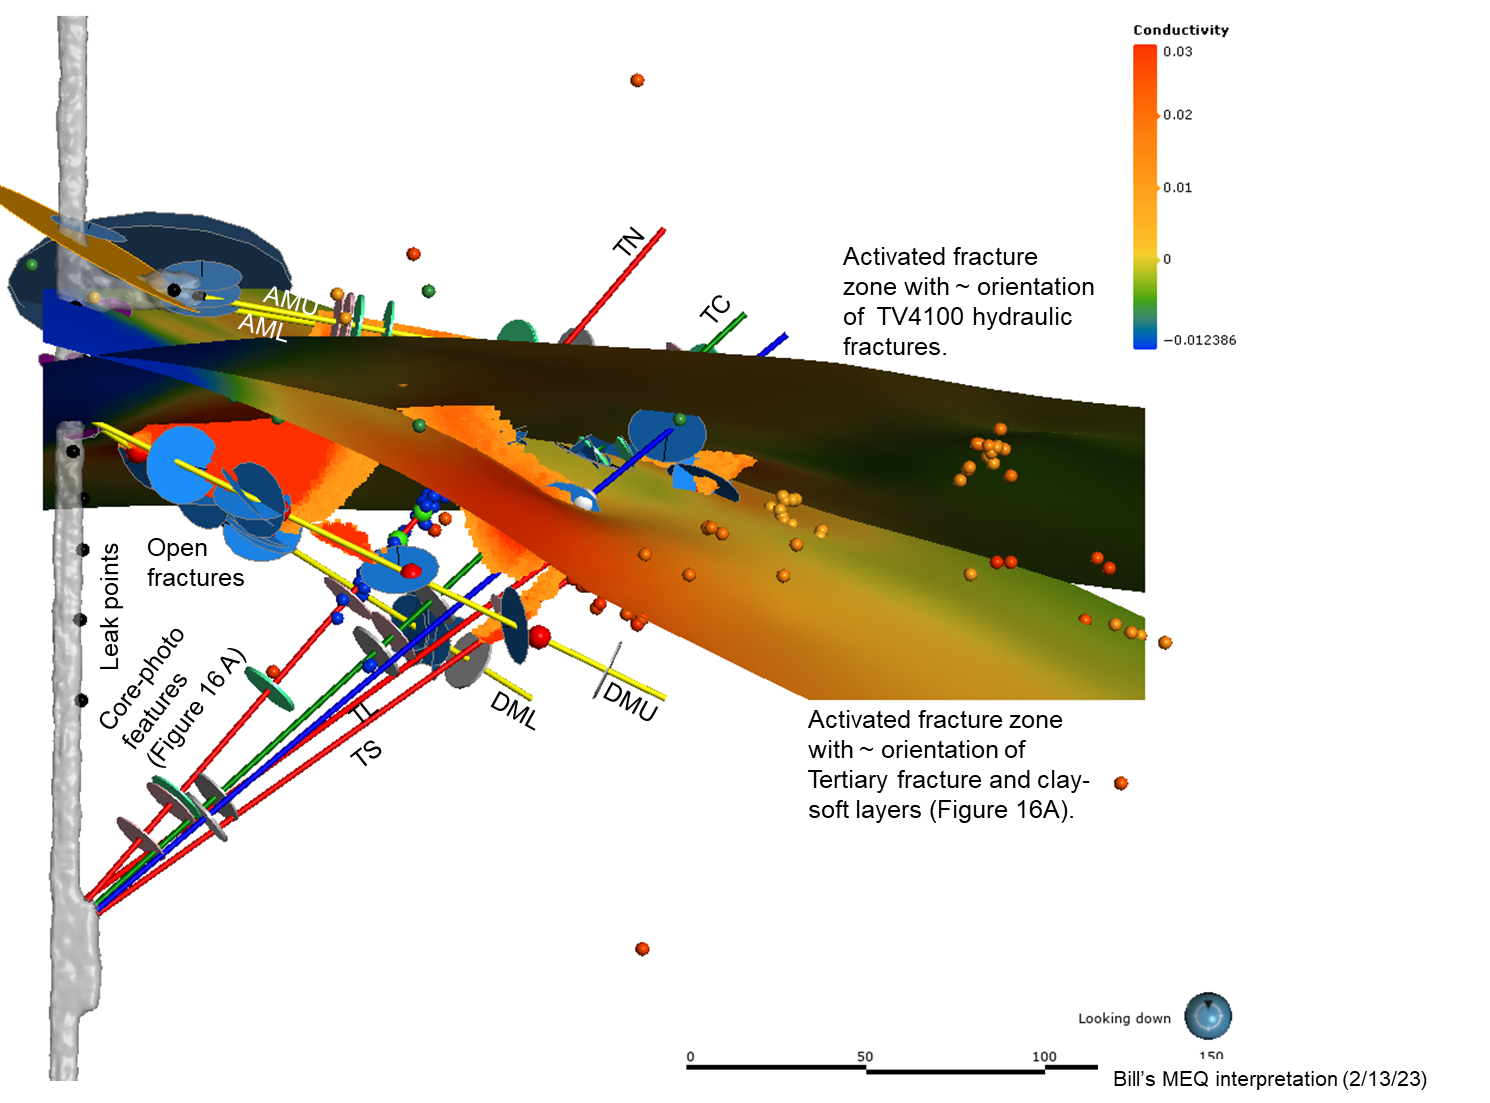 Conductivity
0.03
0.02
0.01
0
−0.012386
TN
TC
AMU
AML
Activated fracture
zone with ~ orientation
of TV4100 hydraulic
fractures.
Open
fractures
Leak points
Core-photo
features
(Figure 16 A)
TL
TS
DML
DMU
Activated fracture zone
with ~ orientation of
Tertiary fracture and clay-
soft layers (Figure 16A).
Looking down
0 50 100 150
Bill’s MEQ interpretation (2/13/23)